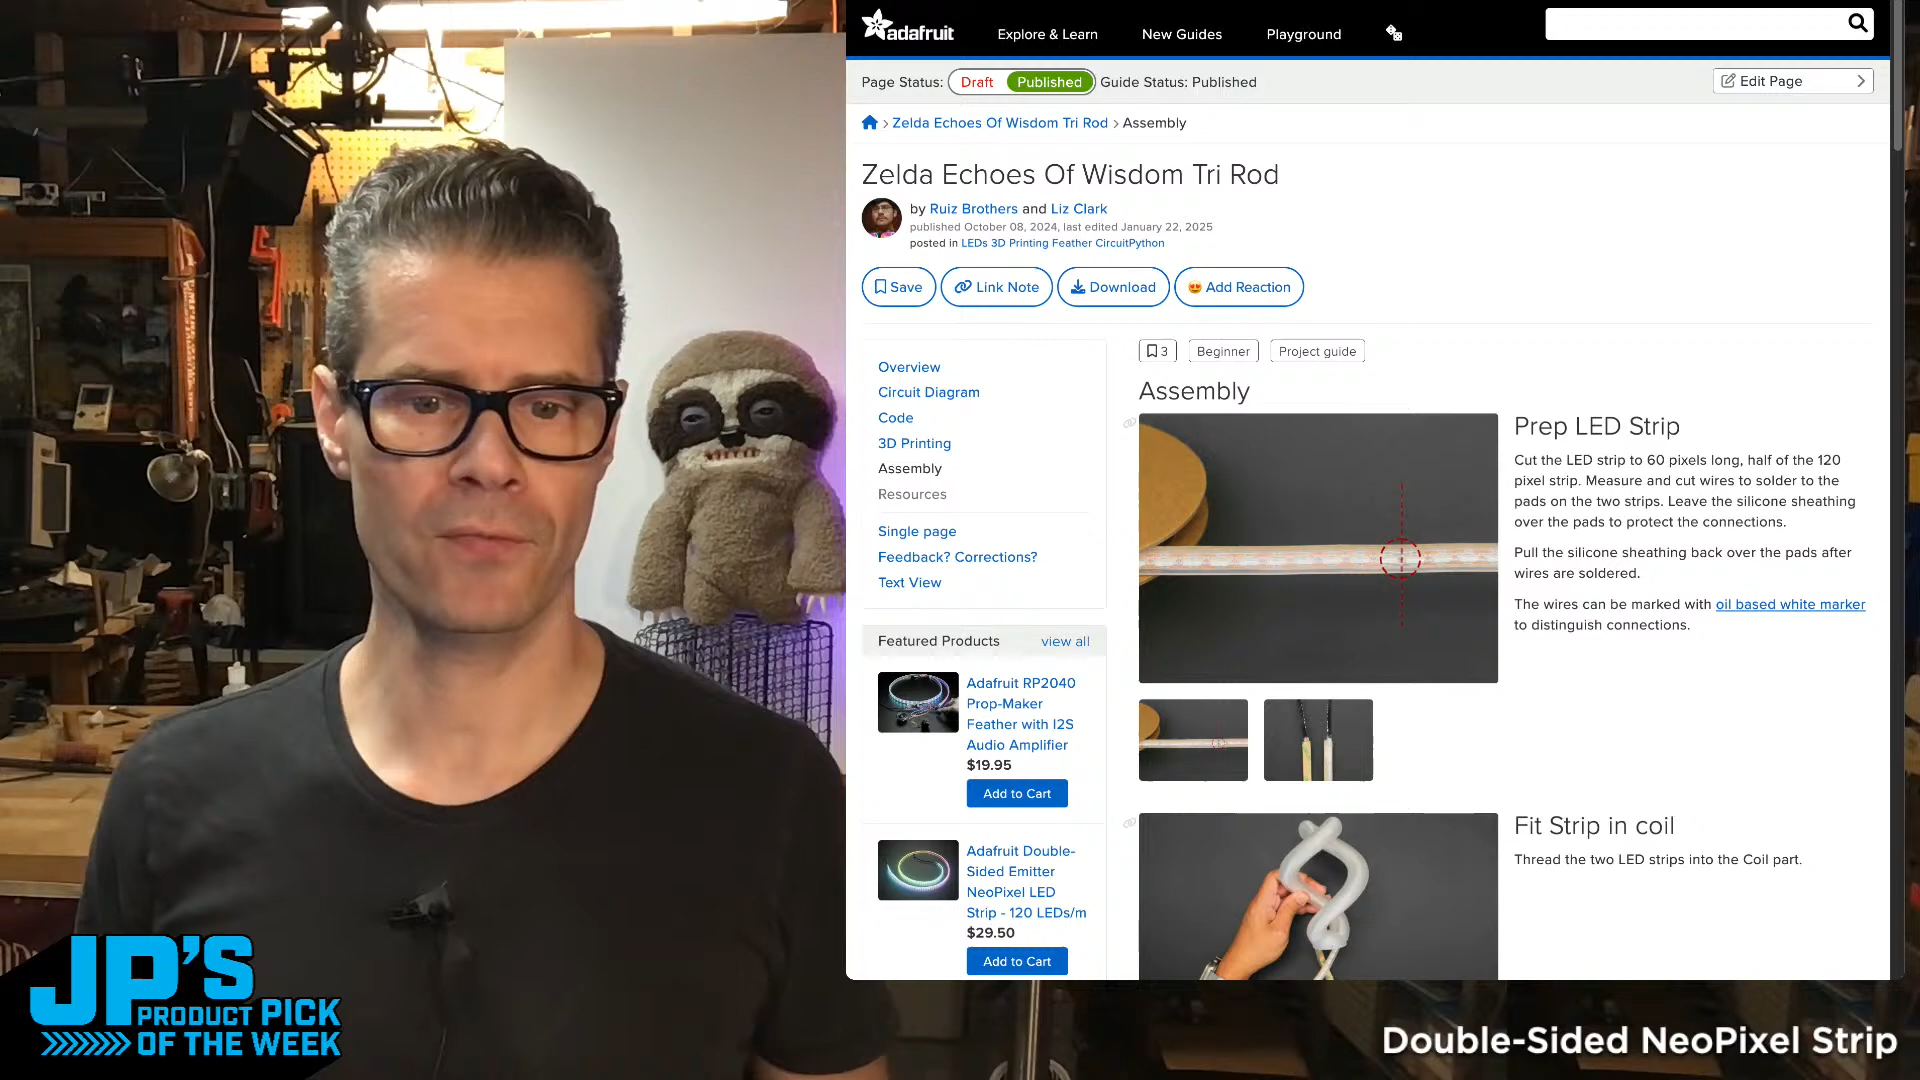 adafruit
Explore & Learn
New Guides
Playground
Page Status:
Draft
Published
Guide Status: Published
Edit Page
Zelda Echoes Of Wisdom Tri Rod
Assembly
Zelda Echoes Of Wisdom Tri Rod
by Ruiz Brothers and Liz Clark
published October 08, 2024, last edited January 22, 2025
posted in LEDs 3D Printing Feather CircuitPython
Save
Link Note
Download
Add Reaction
Overview
Circuit Diagram
Code
3D Printing
Assembly
Resources
Single page
Feedback? Corrections?
Text View
Featured Products
view all
Adafruit RP2040
Prop-Maker
Feather with I2S
Audio Amplifier
$19.95
Add to Cart
Adafruit Double-
Sided Emitter
NeoPixel LED
Strip - 120 LEDs/m
$29.50
Add to Cart
3
Beginner
Project guide
Assembly
Prep LED Strip
Cut the LED strip to 60 pixels long, half of the 120
pixel strip. Measure and cut wires to solder to the
pads on the two strips. Leave the silicone sheathing
over the pads to protect the connections.
Pull the silicone sheathing back over the pads after
wires are soldered.
The wires can be marked with oil based white marker
to distinguish connections.
Fit Strip in coil
Thread the two LED strips into the Coil part.
JP'S
PRODUCT PICK
OF THE WEEK
Double-Sided NeoPixel Strip